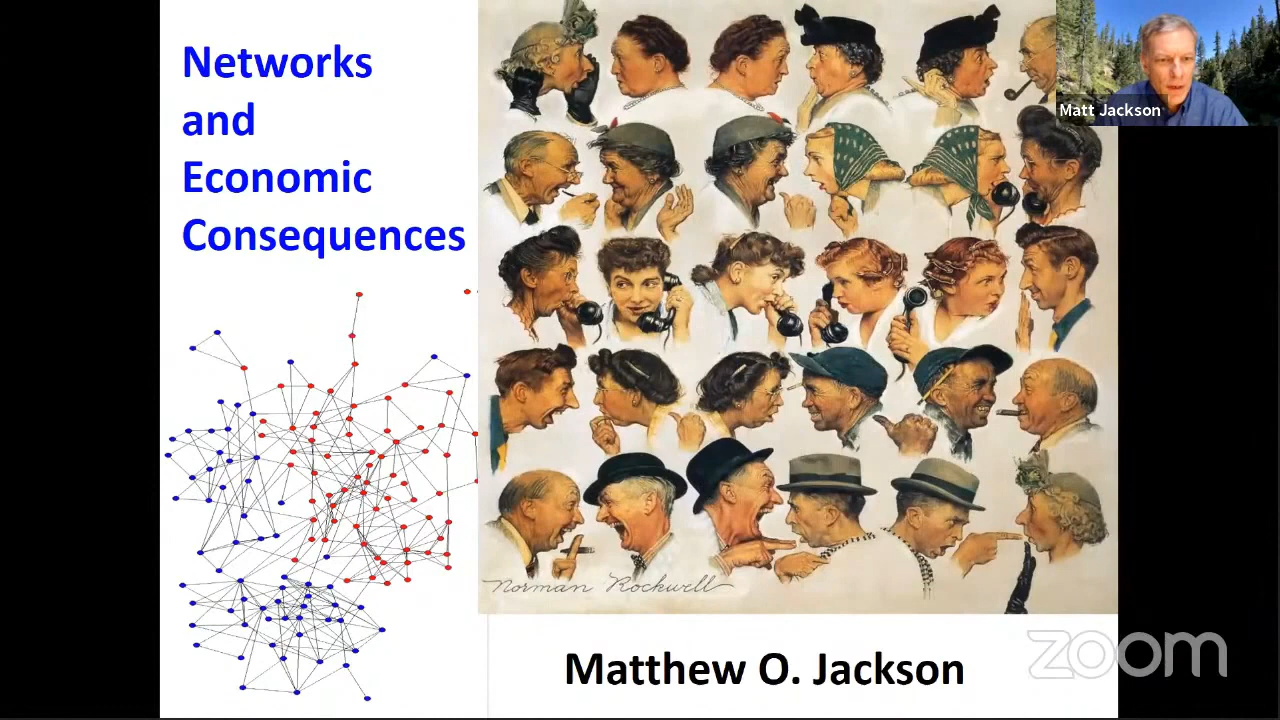 Networks
and
Economic
Consequences
Matt Jackson
Norman Rockwell
Matthew O. Jackson
zoom